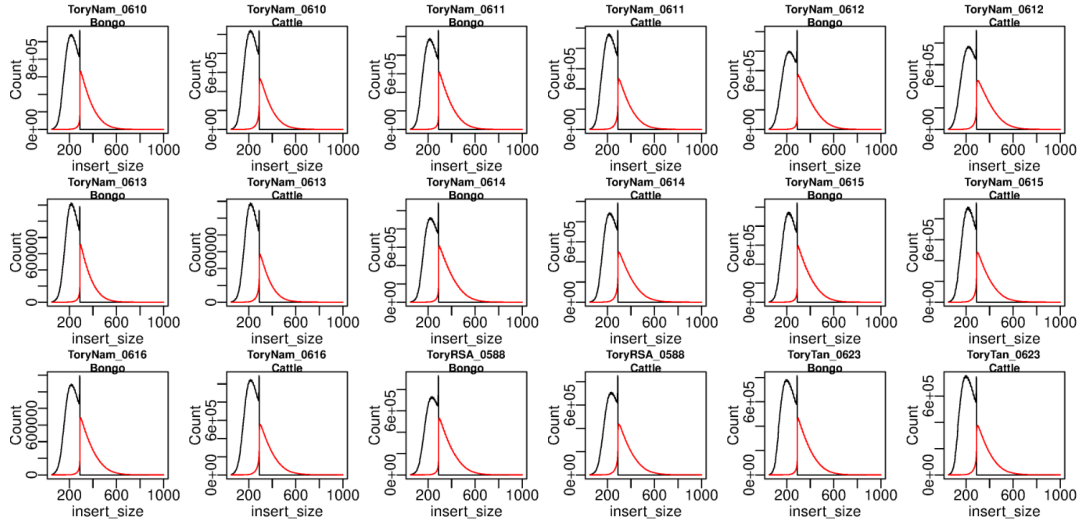 ToryNam_0610
Bongo
Count
0e+00 8e+05
200 600 1000
insert_size
ToryNam_0610
Cattle
Count
0e+00 6e+05
200 600 1000
insert_size
ToryNam_0611
Bongo
Count
0e+00 6e+05
200 600 1000
insert_size
ToryNam_0611
Cattle
Count
0e+00 6e+05
200 600 1000
insert_size
ToryNam_0612
Bongo
Count
0e+00 6e+05
200 600 1000
insert_size
ToryNam_0612
Cattle
Count
0e+00 6e+05
200 600 1000
insert_size
ToryNam_0613
Bongo
Count
0 600000
200 600 1000
insert_size
ToryNam_0613
Cattle
Count
0 600000
200 600 1000
insert_size
ToryNam_0614
Bongo
Count
0e+00 6e+05
200 600 1000
insert_size
ToryNam_0614
Cattle
Count
0e+00 6e+05
200 600 1000
insert_size
ToryNam_0615
Bongo
Count
0e+00 6e+05
200 600 1000
insert_size
ToryNam_0615
Cattle
Count
0e+00 6e+05
200 600 1000
insert_size
ToryNam_0616
Bongo
Count
0 600000
200 600 1000
insert_size
ToryNam_0616
Cattle
Count
0e+00 6e+05
200 600 1000
insert_size
ToryRSA_0588
Bongo
Count
0e+00 6e+05
200 600 1000
insert_size
ToryRSA_0588
Cattle
Count
0e+00 6e+05
200 600 1000
insert_size
ToryTan_0623
Bongo
Count
0e+00 6e+05
200 600 1000
insert_size
ToryTan_0623
Cattle
Count
0e+00 6e+05
200 600 1000
insert_size